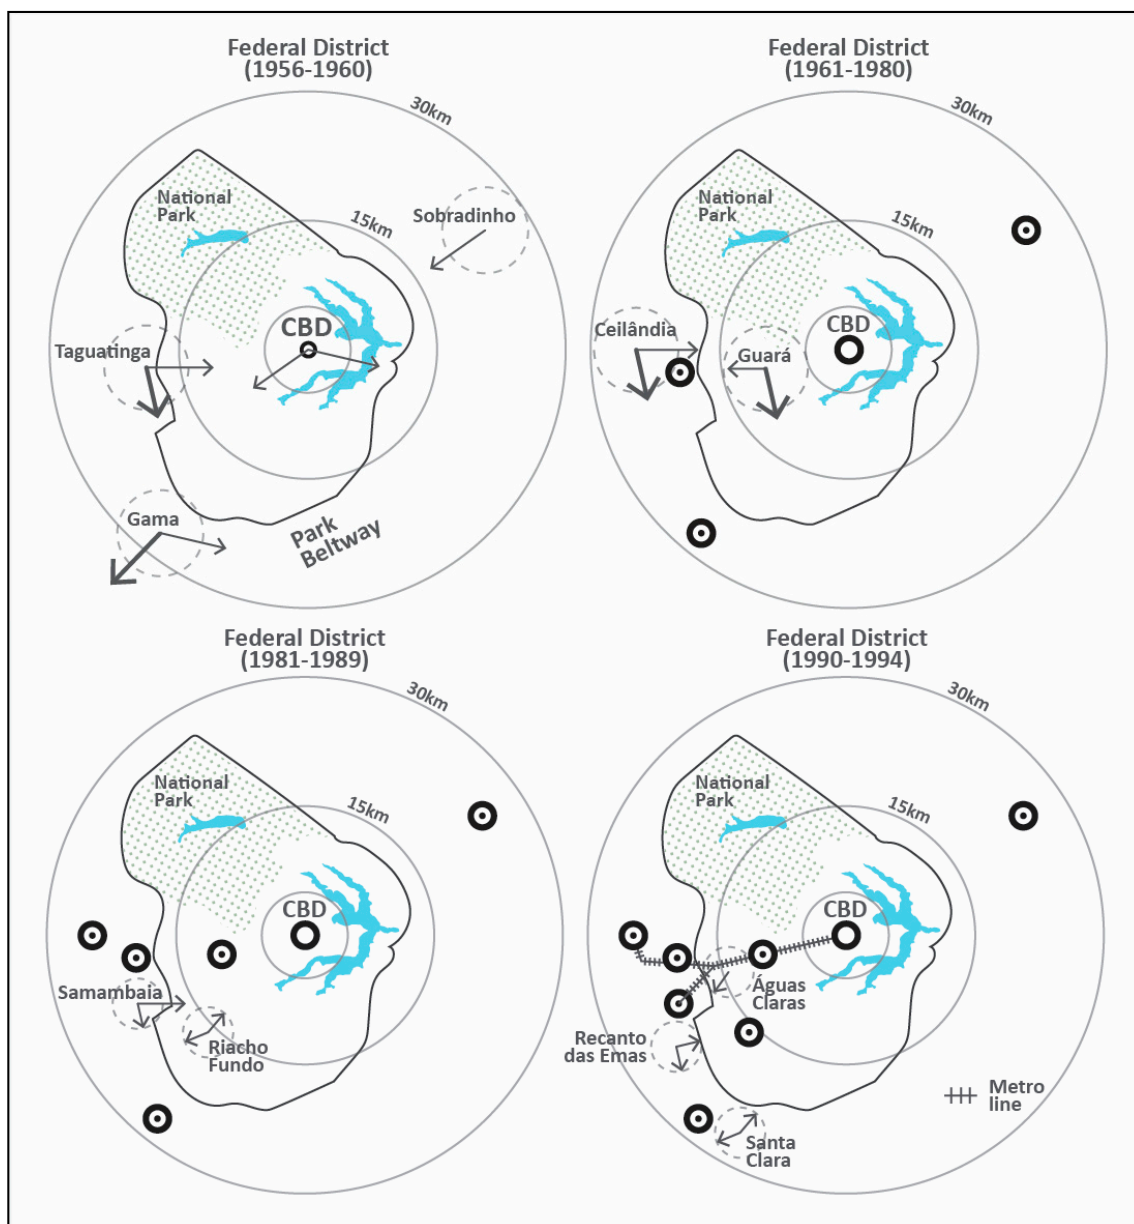 Federal District
(1956-1960)
30km
National
Park
15km
Sobradinho
CBD
Taguatinga
Gama
Park
Beltway
Federal District
(1961-1980)
30km
National
Park
15km
Ceilândia
CBD
Guará
Federal District
(1981-1989)
30km
National
Park
15km
CBD
Samambaia
Riacho
Fundo
Federal District
(1990-1994)
30km
National
Park
15km
CBD
Águas
Claras
Recanto
das Emas
Metro
line
Santa
Clara